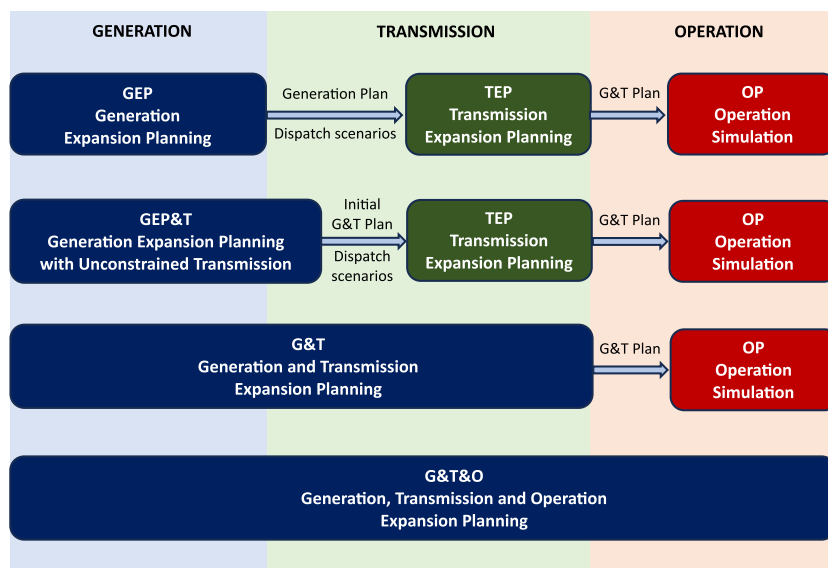 GENERATION
TRANSMISSION
OPERATION
GEP
Generation
Expansion Planning
Generation Plan
Dispatch scenarios
TEP
Transmission
Expansion Planning
G&T Plan
OP
Operation
Simulation
GEP&T
Generation Expansion Planning
with Unconstrained Transmission
Initial
G&T Plan
Dispatch
scenarios
TEP
Transmission
Expansion Planning
G&T Plan
OP
Operation
Simulation
G&T
Generation and Transmission
Expansion Planning
G&T Plan
OP
Operation
Simulation
G&T&O
Generation, Transmission and Operation
Expansion Planning